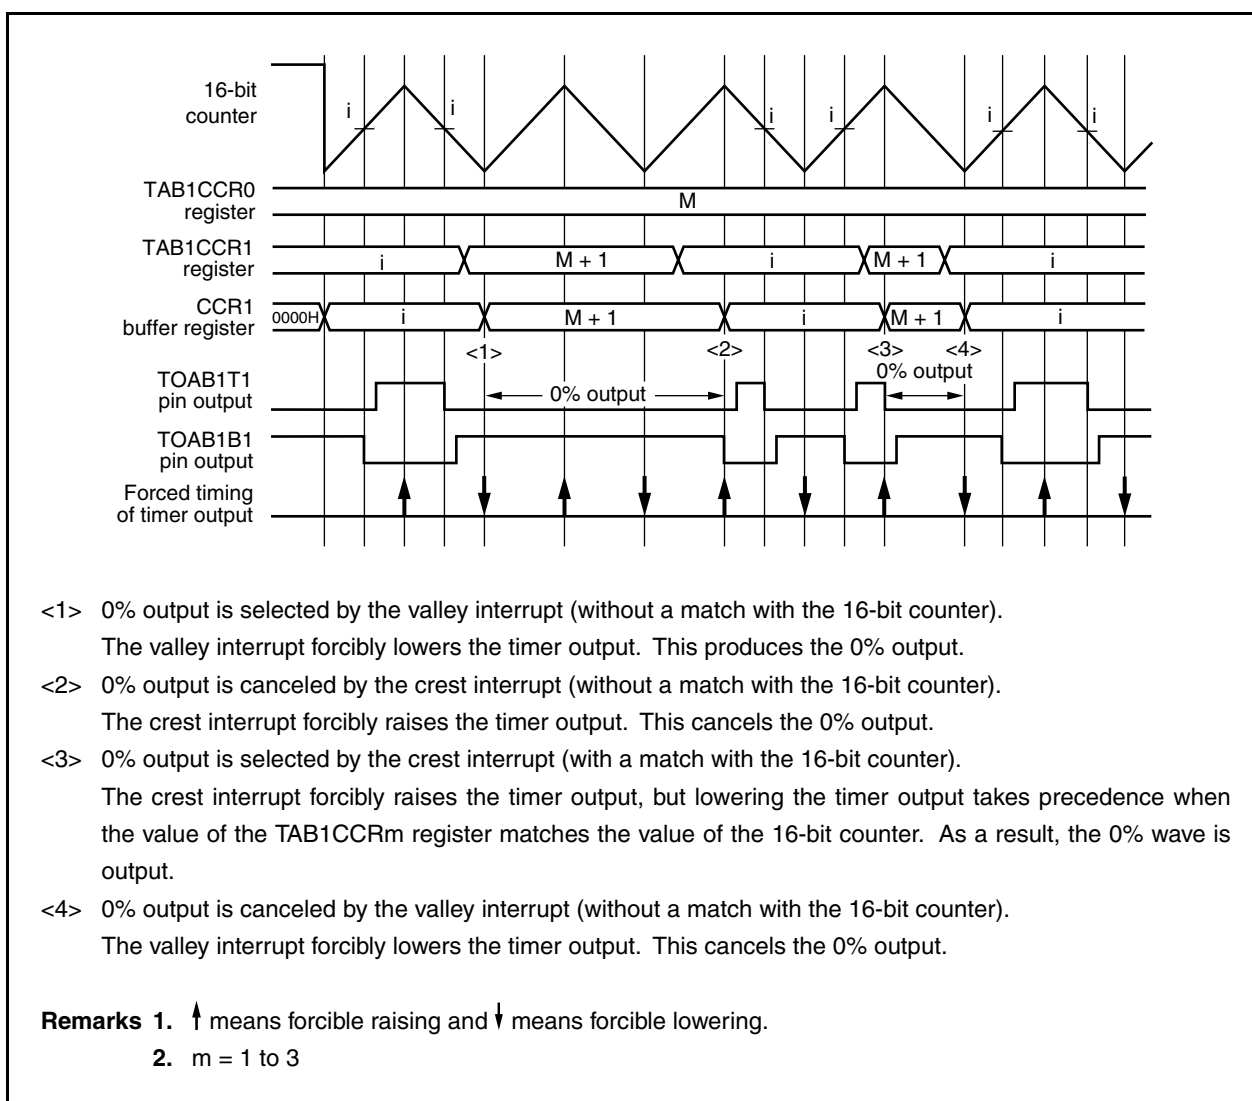 16-bit
counter
i
i
i
i
i
i
TAB1CCR0
register
M
TAB1CCR1
register
i
M + 1
i
M + 1
i
CCR1
buffer register
0000H
i
M + 1
i
M + 1
i
<1>
<2>
<3>
<4>
TOAB1T1
pin output
0% output
0% output
TOAB1B1
pin output
Forced timing
of timer output
<1> 0% output is selected by the valley interrupt (without a match with the 16-bit counter).
The valley interrupt forcibly lowers the timer output. This produces the 0% output.
<2> 0% output is canceled by the crest interrupt (without a match with the 16-bit counter).
The crest interrupt forcibly raises the timer output. This cancels the 0% output.
<3> 0% output is selected by the crest interrupt (with a match with the 16-bit counter).
The crest interrupt forcibly raises the timer output, but lowering the timer output takes precedence when
the value of the TAB1CCRm register matches the value of the 16-bit counter. As a result, the 0% wave is
output.
<4> 0% output is canceled by the valley interrupt (without a match with the 16-bit counter).
The valley interrupt forcibly lowers the timer output. This cancels the 0% output.
Remarks 1. ↑ means forcible raising and ↓ means forcible lowering.
2. m = 1 to 3